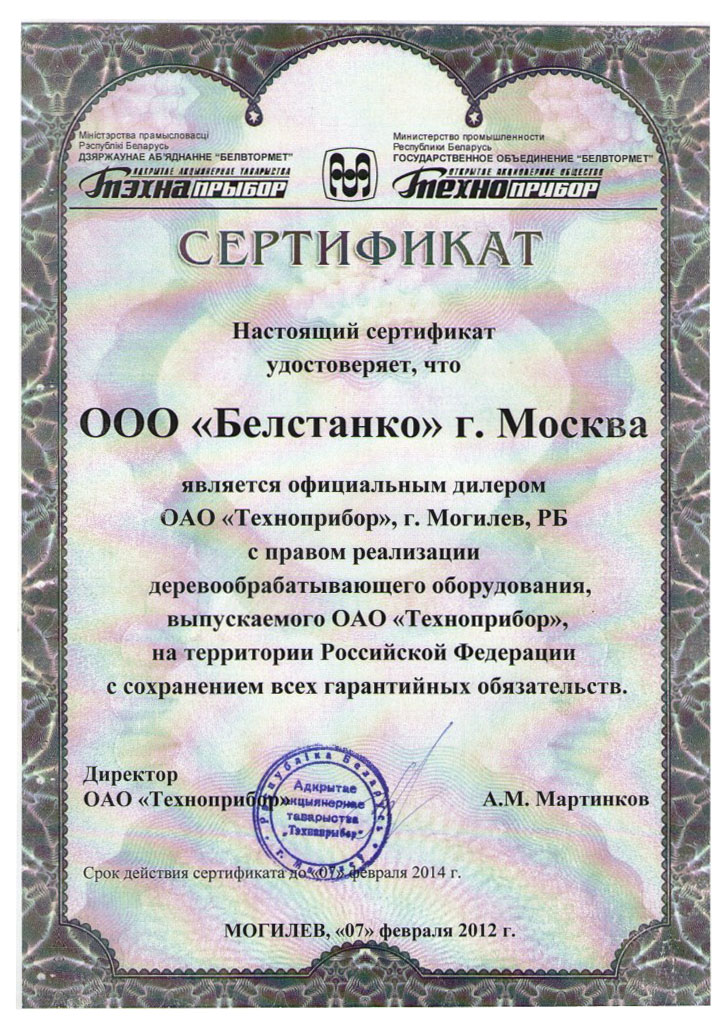 Міністэрства прамысловасці
Рэспублікі Беларусь
ДЗЯРЖАУНАЕ АБ'ЯДНАННЕ "БЕЛВТОРМЕТ"
АДКРЫТАЕ АКЦЫЯНЕРНАЕ ТАВАРЫСТВА
ТЭХНАПРЫБОР
Министерство промышленности
Республики Беларусь
ГОСУДАРСТВЕННОЕ ОБЪЕДИНЕНИЕ "БЕЛВТОРМЕТ"
ОТКРЫТОЕ АКЦИОНЕРНОЕ ОБЩЕСТВО
ТЕХНОПРИБОР
СЕРТИФИКАТ
Настоящий сертификат
удостоверяет, что
ООО «Белстанко» г. Москва
является официальным дилером
ОАО «Техноприбор», г. Могилев, РБ
с правом реализации
деревообрабатывающего оборудования,
выпускаемого ОАО «Техноприбор»,
на территории Российской Федерации
с сохранением всех гарантийных обязательств.
Директор
ОАО «Техноприбор»
А.М. Мартинков
Рэспубліка Беларусь
Адкрытае
акцыянернае
таварыства
"Тэхнапрыбор"
Срок действия сертификата до «07» февраля 2014 г.
МОГИЛЕВ, «07» февраля 2012 г.